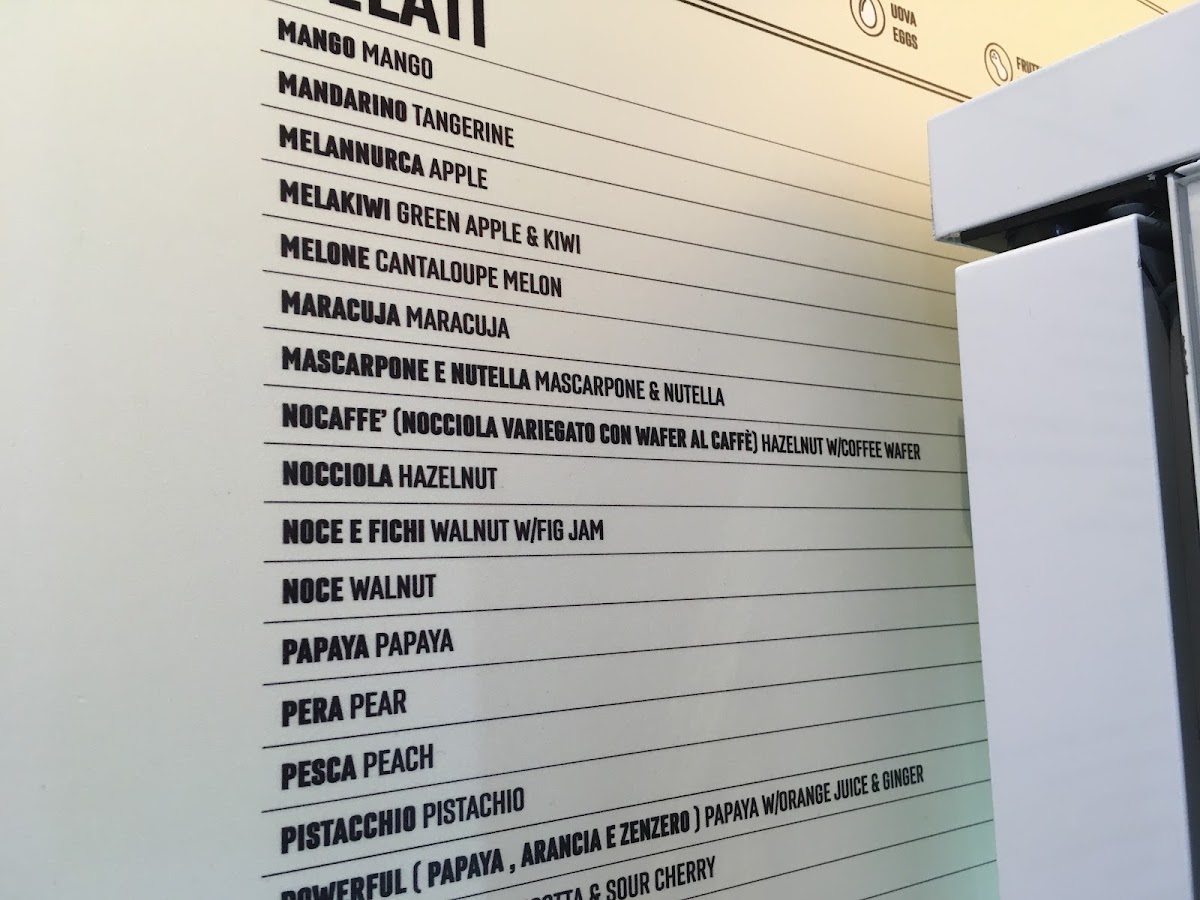 UOVA
EGGS
MANGO MANGO
MANDARINO TANGERINE
MELANNURCA APPLE
MELAKIWI GREEN APPLE & KIWI
MELONE CANTALOUPE MELON
MARACUJA MARACUJA
MASCARPONE E NUTELLA MASCARPONE & NUTELLA
NOCAFFE' (NOCCIOLA VARIEGATO CON WAFER AL CAFFÈ) HAZELNUT W/COFFEE WAFER
NOCCIOLA HAZELNUT
NOCE E FICHI WALNUT W/FIG JAM
NOCE WALNUT
PAPAYA PAPAYA
PERA PEAR
PESCA PEACH
PISTACCHIO PISTACHIO
POWERFUL ( PAPAYA , ARANCIA E ZENZERO ) PAPAYA W/ORANGE JUICE & GINGER
& SOUR CHERRY